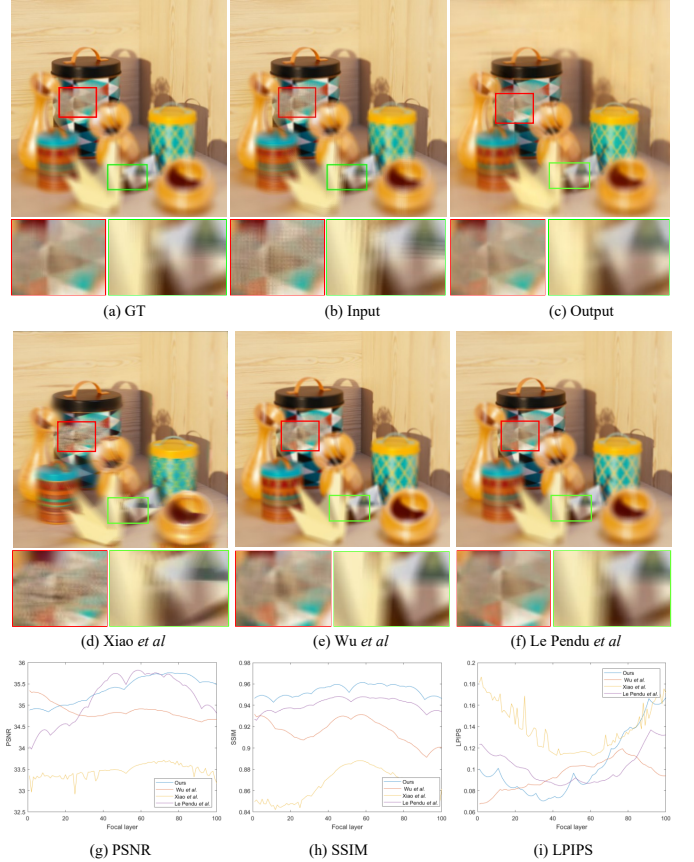 (a) GT
(b) Input
(c) Output
(d) Xiao et al
(e) Wu et al
(f) Le Pendu et al
36
35.5
35
34.5
34
33.5
33
32.5
0
20
40
60
80
100
PSNR
Focal layer
Ours
Wu et al.
Xiao et al.
Le Pendu et al.
0.98
0.96
0.94
0.92
0.9
0.88
0.86
0.84
0
20
40
60
80
100
SSIM
Focal layer
Ours
Wu et al.
Xiao et al.
Le Pendu et al.
0.2
0.18
0.16
0.14
0.12
0.1
0.08
0.06
0
20
40
60
80
100
LPIPS
Focal layer
Ours
Wu et al.
Xiao et al.
Le Pendu et al.
(g) PSNR
(h) SSIM
(i) LPIPS